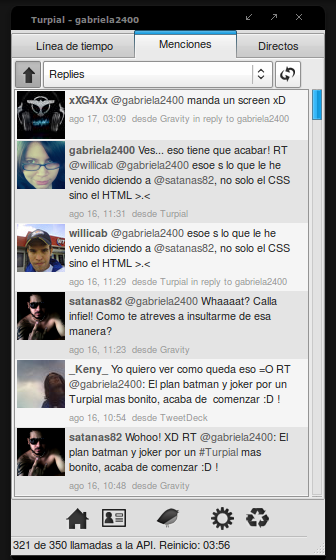 Turpial - gabriela2400
Línea de tiempo Menciones Directos
Replies
xXG4Xx @gabriela2400 manda un screen xD
ago 17, 03:09 desde Gravity in reply to gabriela2400
gabriela2400 Ves... eso tiene que acabar! RT
@willicab @gabriela2400 esoe s lo que le he
venido diciendo a @satanas82, no solo el CSS
sino el HTML >.<
ago 16, 11:31 desde Turpial
willicab @gabriela2400 esoe s lo que le he
venido diciendo a @satanas82, no solo el CSS
sino el HTML >.<
ago 16, 11:29 desde Turpial in reply to gabriela2400
satanas82 @gabriela2400 Whaaaat? Calla
infiel! Como te atreves a insultarme de esa
manera?
ago 16, 11:23 desde Gravity
_Keny_ Yo quiero ver como queda eso =O RT
@gabriela2400: El plan batman y joker por un
Turpial mas bonito, acaba de comenzar :D !
ago 16, 10:54 desde TweetDeck
satanas82 Wohoo! XD RT @gabriela2400: El
plan batman y joker por un #Turpial mas
bonito, acaba de comenzar :D !
ago 16, 10:48 desde Gravity
321 de 350 llamadas a la API. Reinicio: 03:56